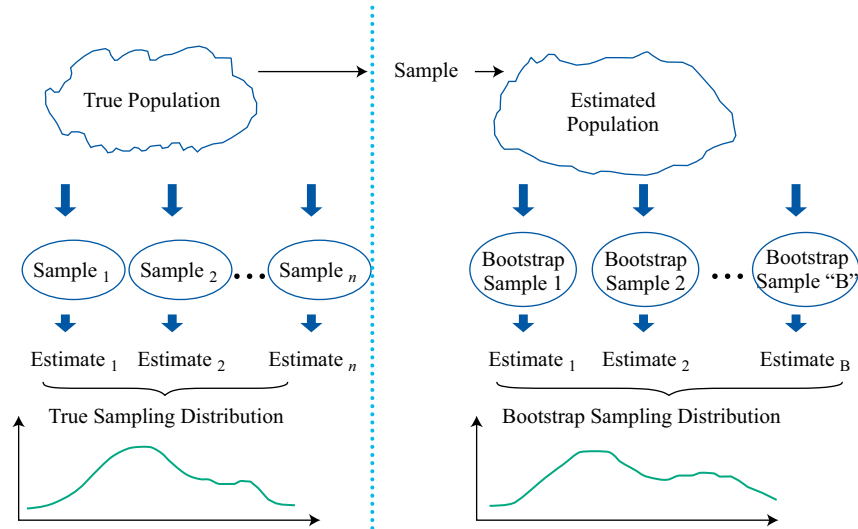 True Population
Sample
Estimated
Population
Sample 1
Sample 2
Sample n
Bootstrap
Sample 1
Bootstrap
Sample 2
Bootstrap
Sample “B”
Estimate 1
Estimate 2
Estimate n
Estimate 1
Estimate 2
Estimate B
True Sampling Distribution
Bootstrap Sampling Distribution